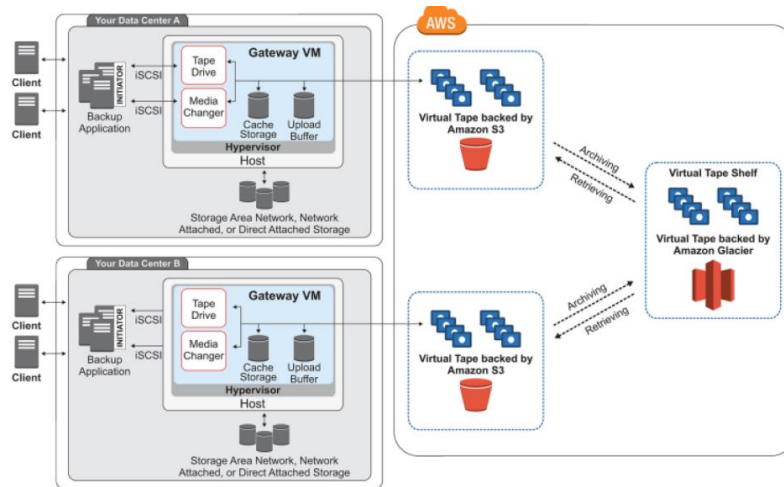 Your Data Center A
Client
Client
Backup
Application
INITIATOR
iSCSI
iSCSI
Gateway VM
Tape
Drive
Media
Changer
Cache
Storage
Upload
Buffer
Hypervisor
Host
Storage Area Network, Network
Attached, or Direct Attached Storage
Your Data Center B
Client
Client
Backup
Application
INITIATOR
iSCSI
iSCSI
Gateway VM
Tape
Drive
Media
Changer
Cache
Storage
Upload
Buffer
Hypervisor
Host
Storage Area Network, Network
Attached, or Direct Attached Storage
AWS
Virtual Tape backed by
Amazon S3
Archiving
Retrieving
Virtual Tape Shelf
Virtual Tape backed by
Amazon Glacier
Archiving
Retrieving
Virtual Tape backed by
Amazon S3